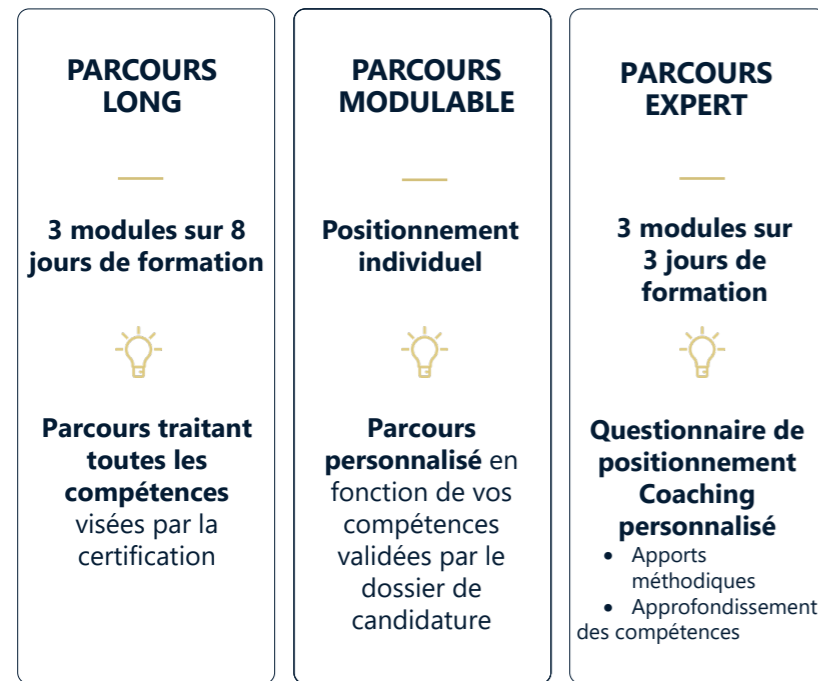 PARCOURS
LONG
3 modules sur 8
jours de formation
Parcours traitant
toutes les
compétences
visées par la
certification
PARCOURS
MODULABLE
Positionnement
individuel
Parcours
personnalisé en
fonction de vos
compétences
validées par le
dossier de
candidature
PARCOURS
EXPERT
3 modules sur
3 jours de
formation
Questionnaire de
positionnement
Coaching
personnalisé
• Apports
méthodiques
• Approfondissement
des compétences